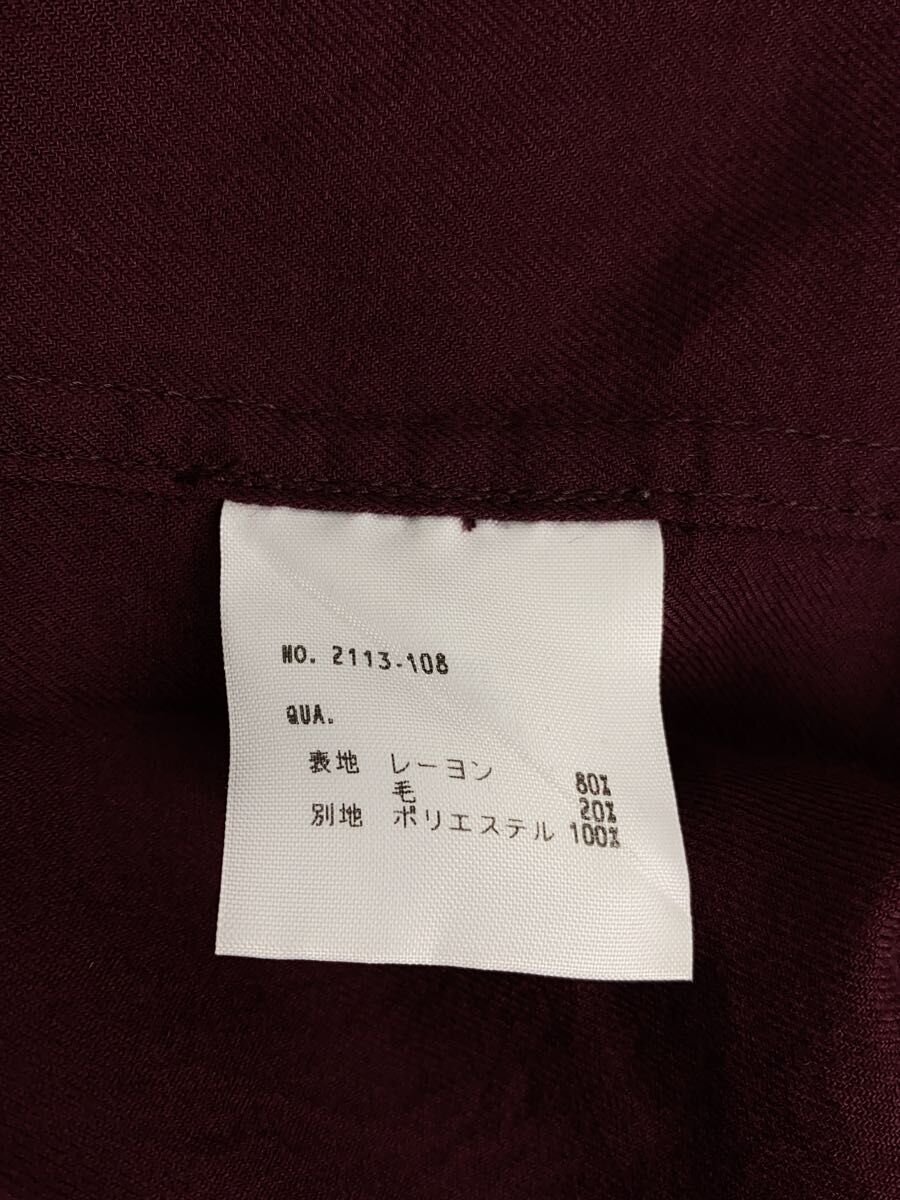 NO. 2113-108
QUA.
表地 レーヨン 80%
毛 20%
別地 ポリエステル 100%